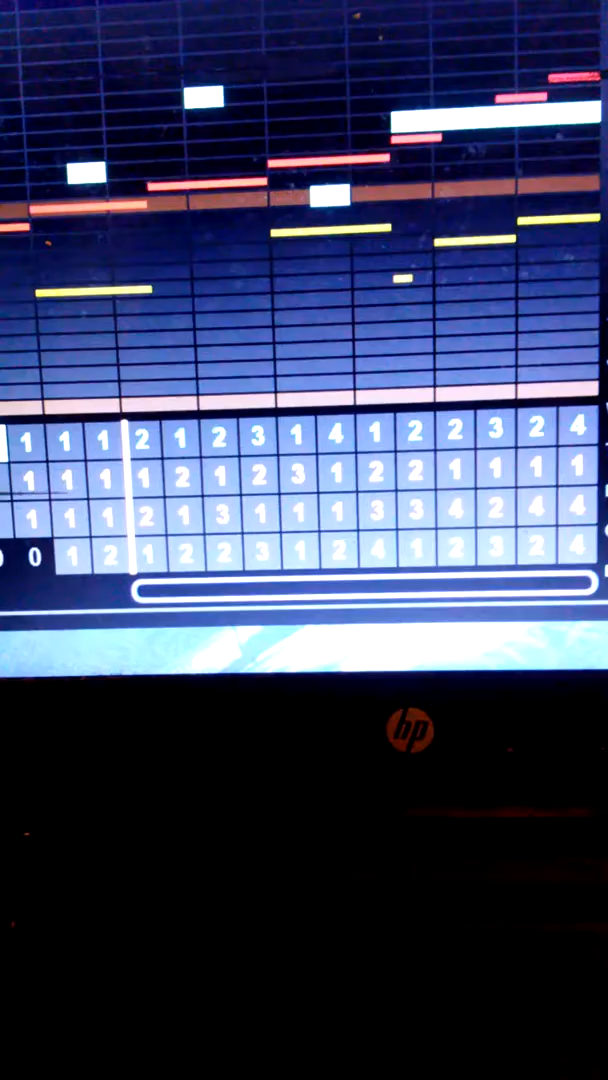 1 1 1 2 1 2 3 1 4 1 2 2 3 2 4
1 1 1 1 2 1 2 3 1 2 2 1 1 1 1
1 1 1 2 1 3 1 1 1 3 3 4 2 4 4
0 0 1 2 1 2 2 3 1 2 4 1 2 3 2 4
hp